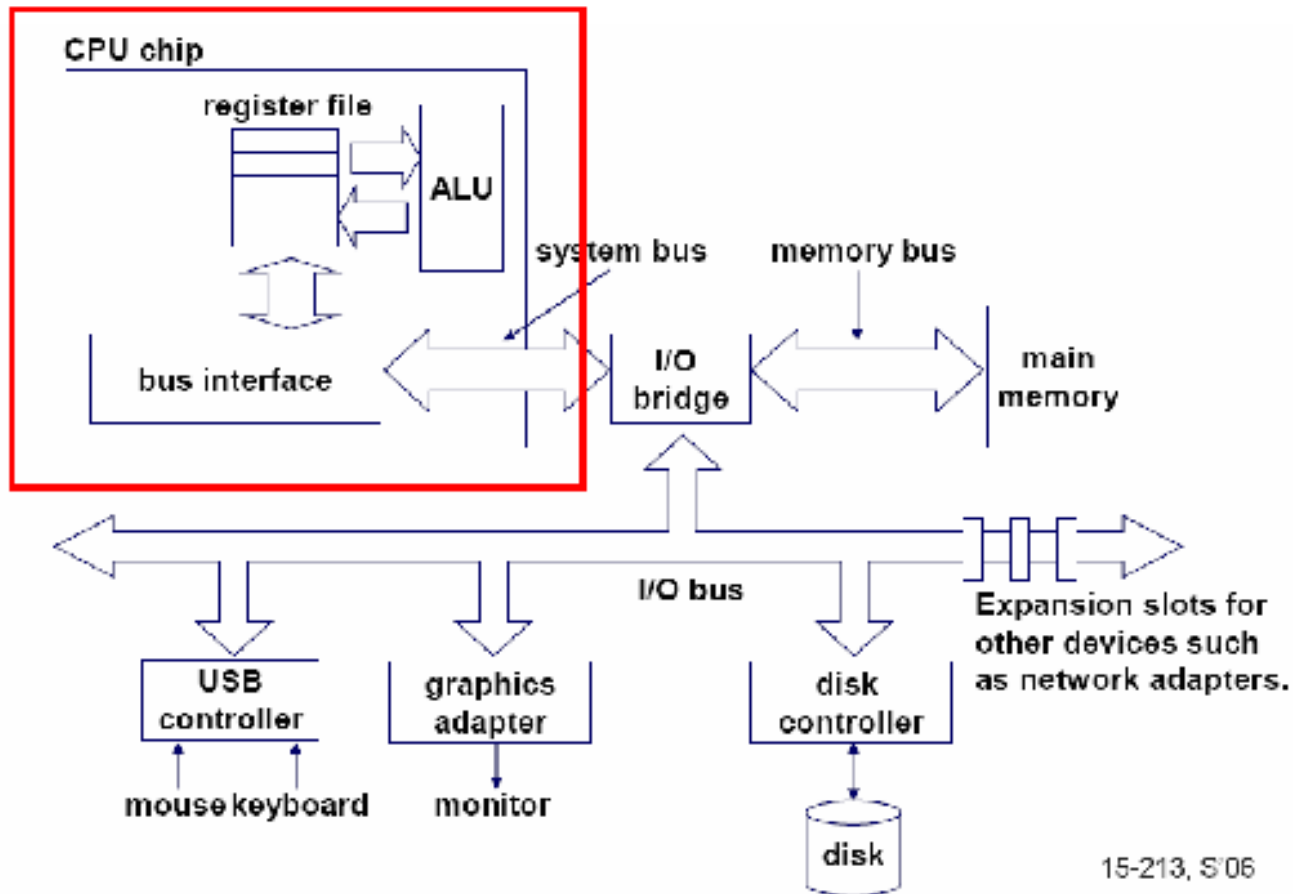 CPU chip
register file
ALU
system bus
memory bus
bus interface
I/O
bridge
main
memory
I/O bus
Expansion slots for
other devices such
as network adapters.
USB
controller
graphics
adapter
disk
controller
mouse
keyboard
monitor
disk
15-213, S'06